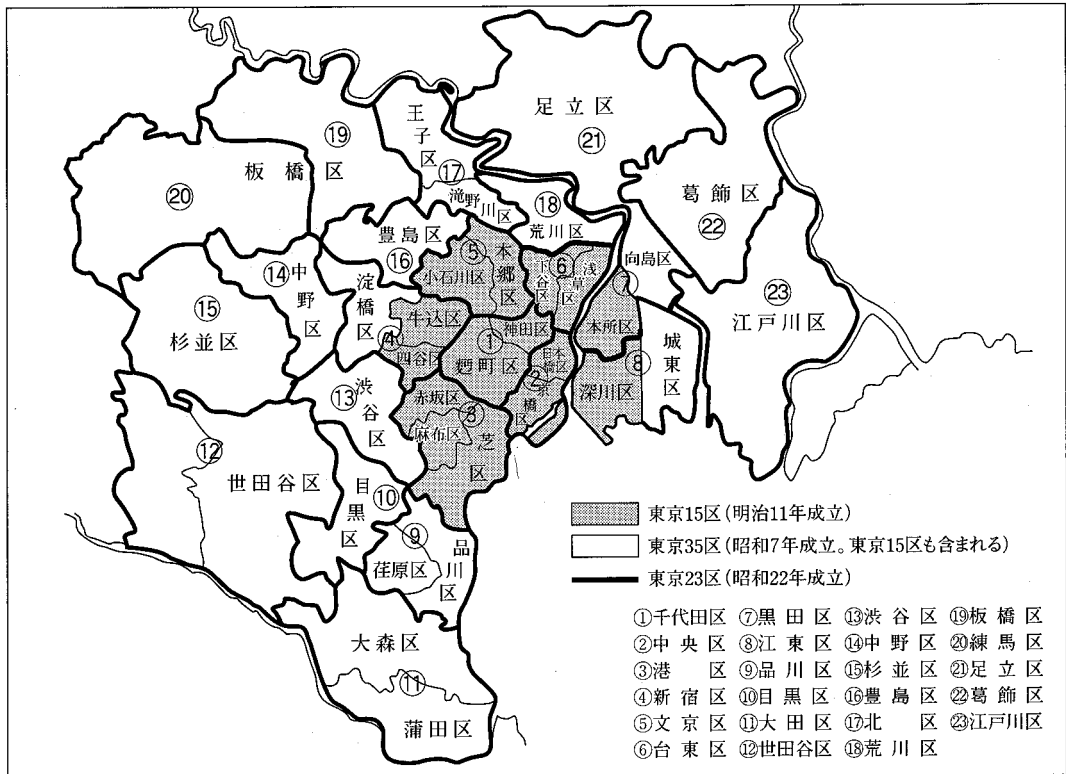 足立区
㉑
王子区
⑰
⑲
板橋区
⑳
滝野川区
⑱
荒川区
葛飾区
㉒
豊島区
⑯
⑤
小石川区
本郷区
⑥
下谷区
浅草区
向島区
⑦
本所区
⑭
中野区
淀橋区
⑮
杉並区
④
牛込区
四谷区
神田区
①
麹町区
日本橋区
②
京橋区
⑧
深川区
城東区
㉓
江戸川区
⑬
渋谷区
赤坂区
③
麻布区
芝区
⑫
世田谷区
目黒区
⑩
⑨
荏原区
品川区
大森区
⑪
蒲田区
東京15区(明治11年成立)
東京35区(昭和7年成立。東京15区も含まれる)
東京23区(昭和22年成立)
①千代田区 ⑦黒田区 ⑬渋谷区 ⑲板橋区
②中央区 ⑧江東区 ⑭中野区 ⑳練馬区
③港区 ⑨品川区 ⑮杉並区 ㉑足立区
④新宿区 ⑩目黒区 ⑯豊島区 ㉒葛飾区
⑤文京区 ⑪大田区 ⑰北区 ㉓江戸川区
⑥台東区 ⑫世田谷区 ⑱荒川区